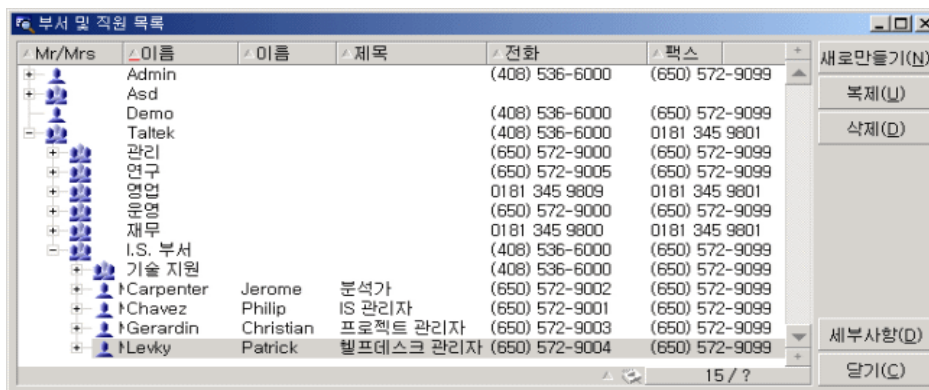 부서 및 직원 목록
Mr/Mrs 이름 이름 제목 전화 팩스
새로만들기(N)
Admin (408) 536-6000 (650) 572-9099
Asd
복제(U)
Demo (408) 536-6000 (650) 572-9099
Taltek (408) 536-6000 0181 345 9801
삭제(D)
관리 (650) 572-9000 (650) 572-9099
연구 (650) 572-9005 (650) 572-9099
영업 0181 345 9809 0181 345 9801
운영 (650) 572-9000 (650) 572-9099
재무 0181 345 9800 0181 345 9801
I.S. 부서 (408) 536-6000 (650) 572-9099
기술 지원 (408) 536-6000 (650) 572-9099
Carpenter Jerome 분석가 (650) 572-9002 (650) 572-9099
Chavez Philip IS 관리자 (650) 572-9001 (650) 572-9099
Gerardin Christian 프로젝트 관리자 (650) 572-9003 (650) 572-9099
Levky Patrick 헬프데스크 관리자 (650) 572-9004 (650) 572-9099
세부사항(D)
15 / ?
닫기(C)